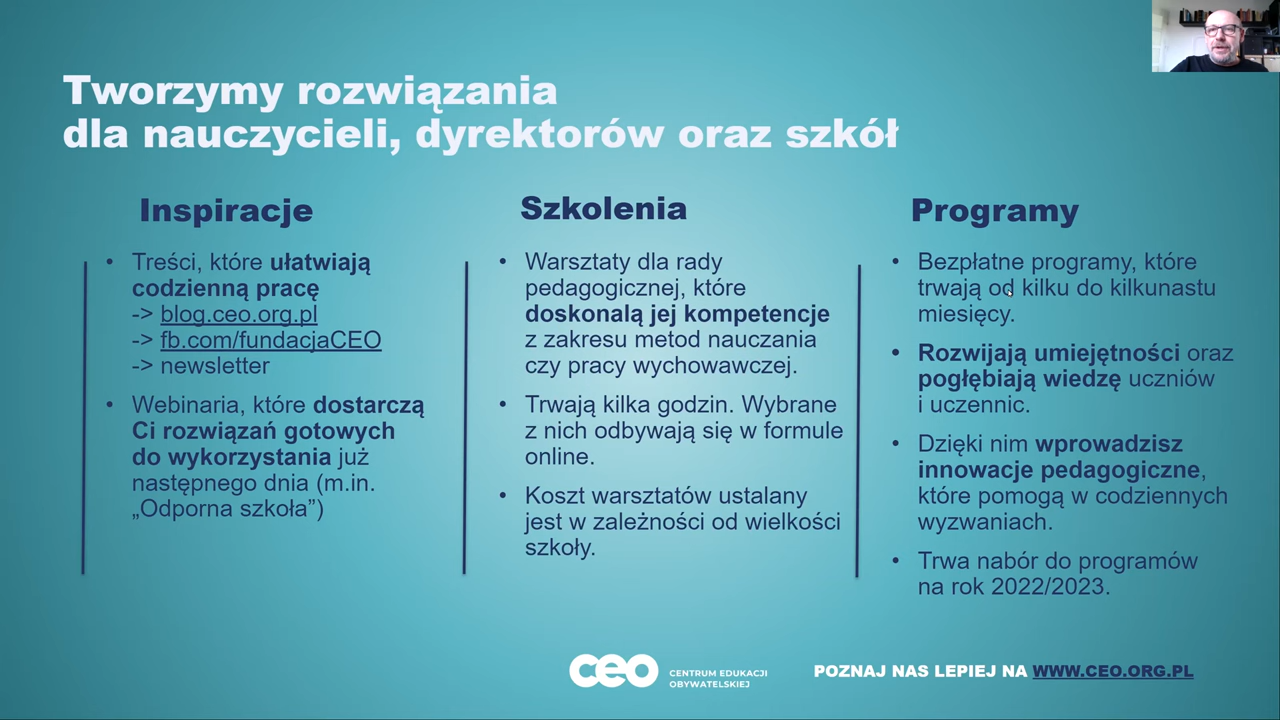 Tworzymy rozwiązania
dla nauczycieli, dyrektorów oraz szkół
Inspiracje
• Treści, które ułatwiają
codzienną pracę
-> blog.ceo.org.pl
-> fb.com/fundacjaCEO
-> newsletter
• Webinaria, które dostarczą
Ci rozwiązań gotowych
do wykorzystania już
następnego dnia (m.in.
„Odporna szkoła”)
Szkolenia
• Warsztaty dla rady
pedagogicznej, które
doskonalą jej kompetencje
z zakresu metod nauczania
czy pracy wychowawczej.
• Trwają kilka godzin. Wybrane
z nich odbywają się w formule
online.
• Koszt warsztatów ustalany
jest w zależności od wielkości
szkoły.
Programy
• Bezpłatne programy, które
trwają od kilku do kilkunastu
miesięcy.
• Rozwijają umiejętności oraz
pogłębiają wiedzę uczniów
i uczennic.
• Dzięki nim wprowadzisz
innowacje pedagogiczne,
które pomogą w codziennych
wyzwaniach.
• Trwa nabór do programów
na rok 2022/2023.
ceo
CENTRUM EDUKACJI
OBYWATELSKIEJ
POZNAJ NAS LEPIEJ NA WWW.CEO.ORG.PL